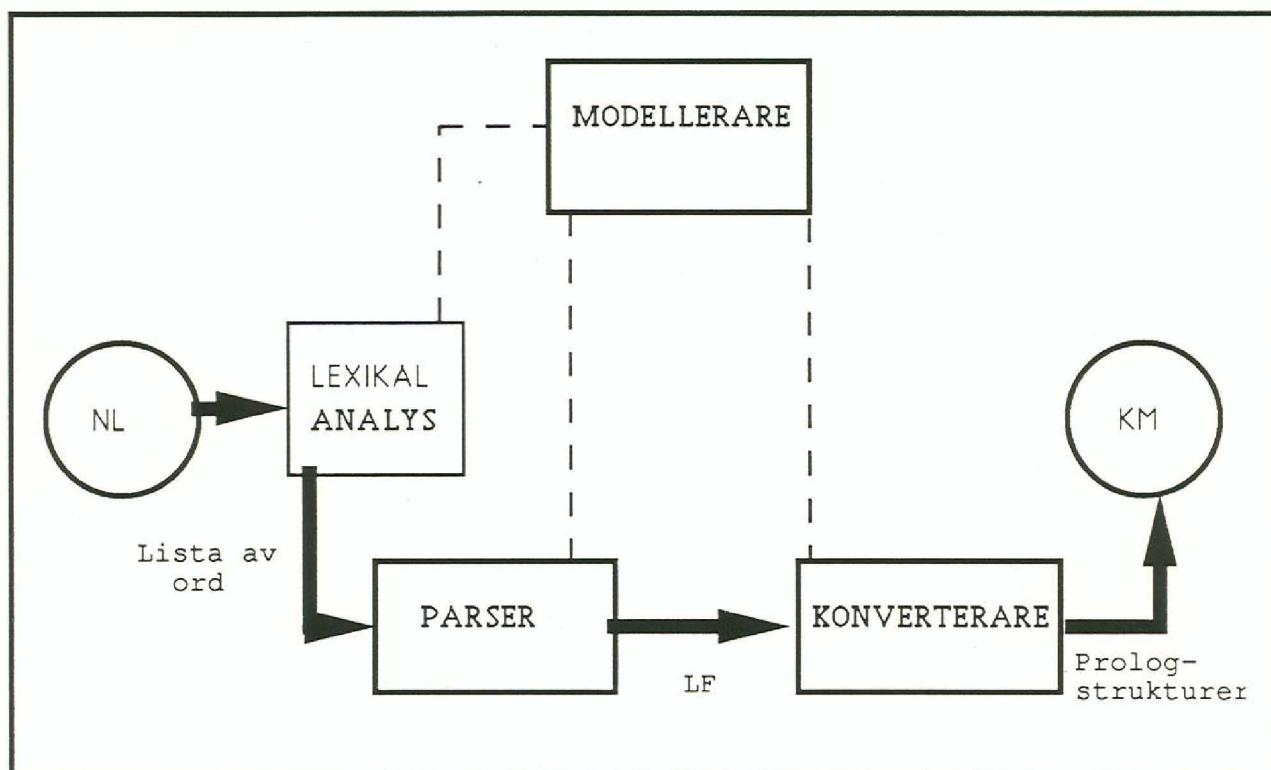 MODELLERARE
NL
LEXIKAL
ANALYS
KM
Lista av
ord
PARSER
LF
KONVERTERARE
Prolog-
strukturer